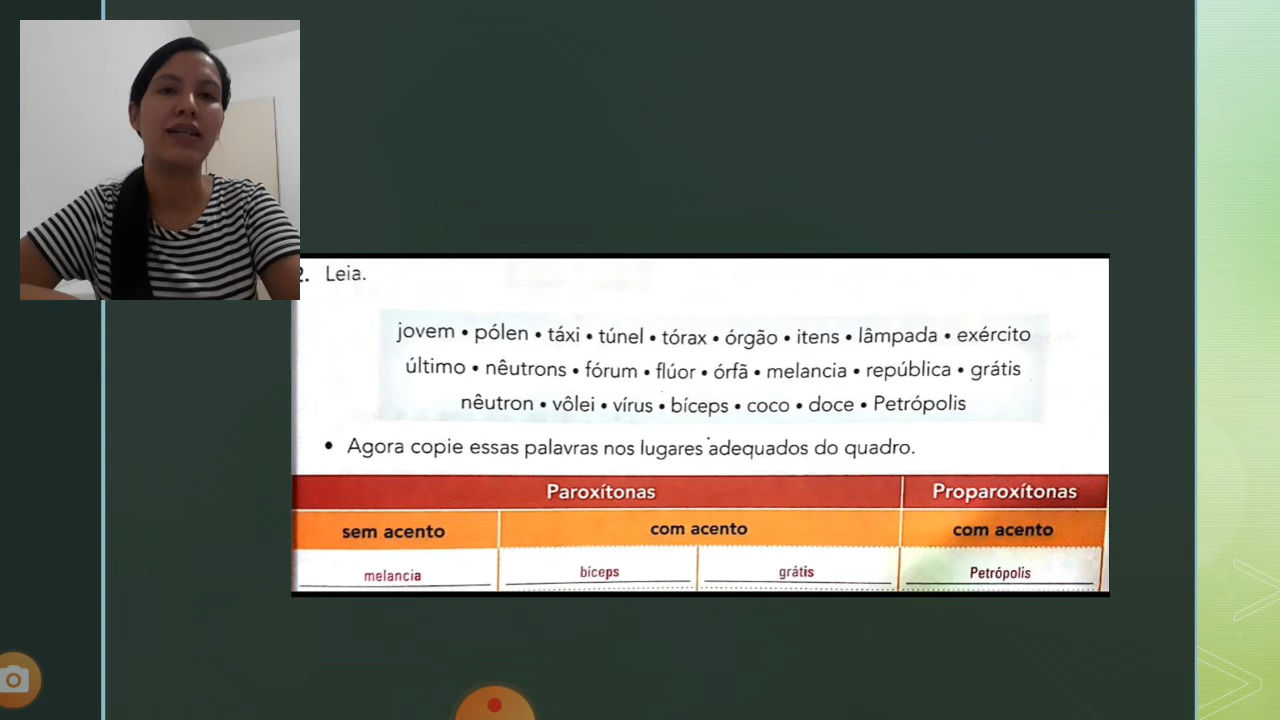 2. Leia.
jovem • pólen • táxi • túnel • tórax • órgão • itens • lâmpada • exército
último • nêutrons • fórum • flúor • órfã • melancia • república • grátis
nêutron • vôlei • vírus • bíceps • coco • doce • Petrópolis
• Agora copie essas palavras nos lugares adequados do quadro.
Paroxítonas Proparoxítonas
sem acento com acento com acento
melancia bíceps grátis Petrópolis